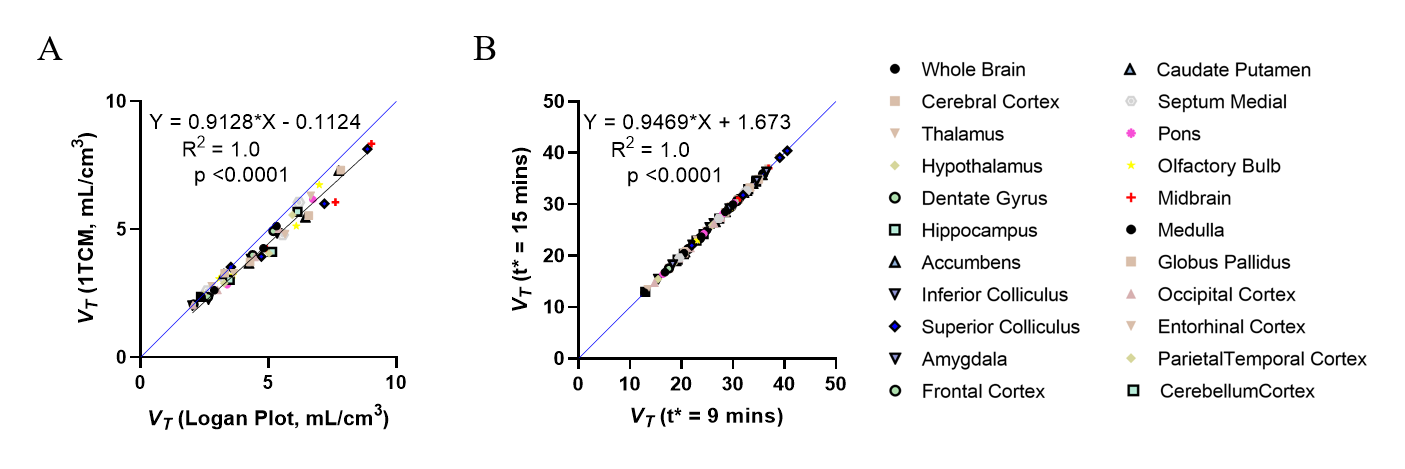 A
Y = 0.9128*X - 0.1124
R² = 1.0
p <0.0001
V_T (1TCM, mL/cm³)
10
5
0
0 5 10
V_T (Logan Plot, mL/cm³)
B
Y = 0.9469*X + 1.673
R² = 1.0
p <0.0001
V_T (t* = 15 mins)
50
40
30
20
10
0
0 10 20 30 40 50
V_T (t* = 9 mins)
Whole Brain
Cerebral Cortex
Thalamus
Hypothalamus
Dentate Gyrus
Hippocampus
Accumbens
Inferior Colliculus
Superior Colliculus
Amygdala
Frontal Cortex
Caudate Putamen
Septum Medial
Pons
Olfactory Bulb
Midbrain
Medulla
Globus Pallidus
Occipital Cortex
Entorhinal Cortex
ParietalTemporal Cortex
CerebellumCortex